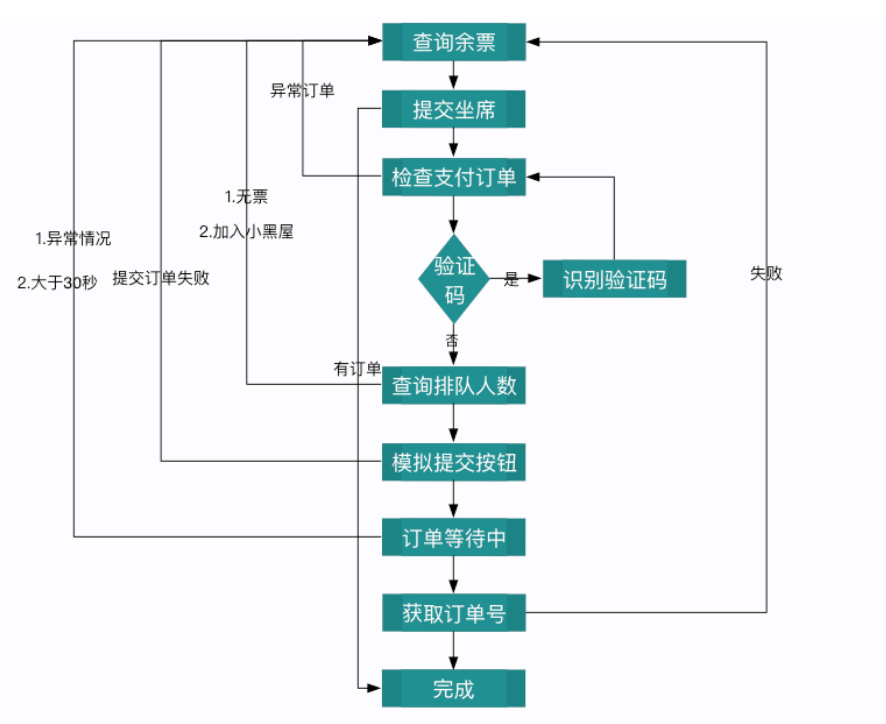 查询余票
异常订单
提交坐席
检查支付订单
1.无票
2.加入小黑屋
1.异常情况
2.大于30秒
提交订单失败
验证
码
是
识别验证码
失败
否
有订单
查询排队人数
模拟提交按钮
订单等待中
获取订单号
完成